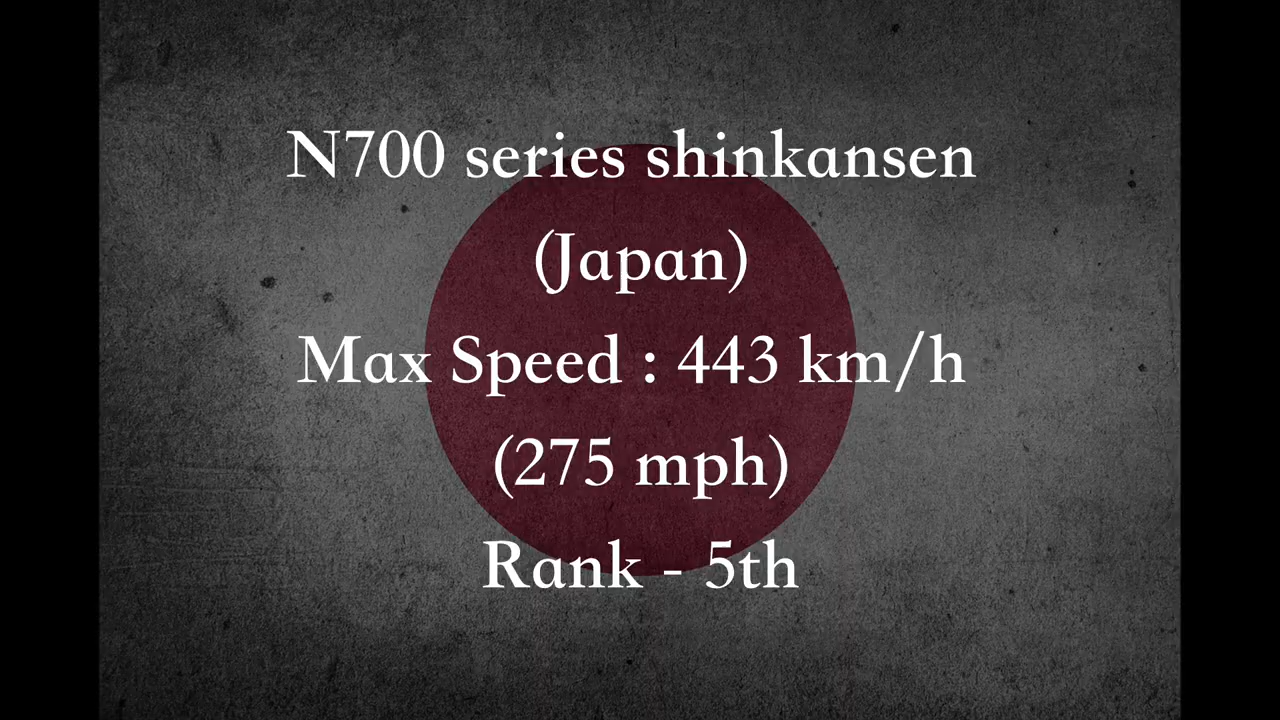 N700 series shinkansen
(Japan)
Max Speed : 443 km/h
(275 mph)
Rank - 5th